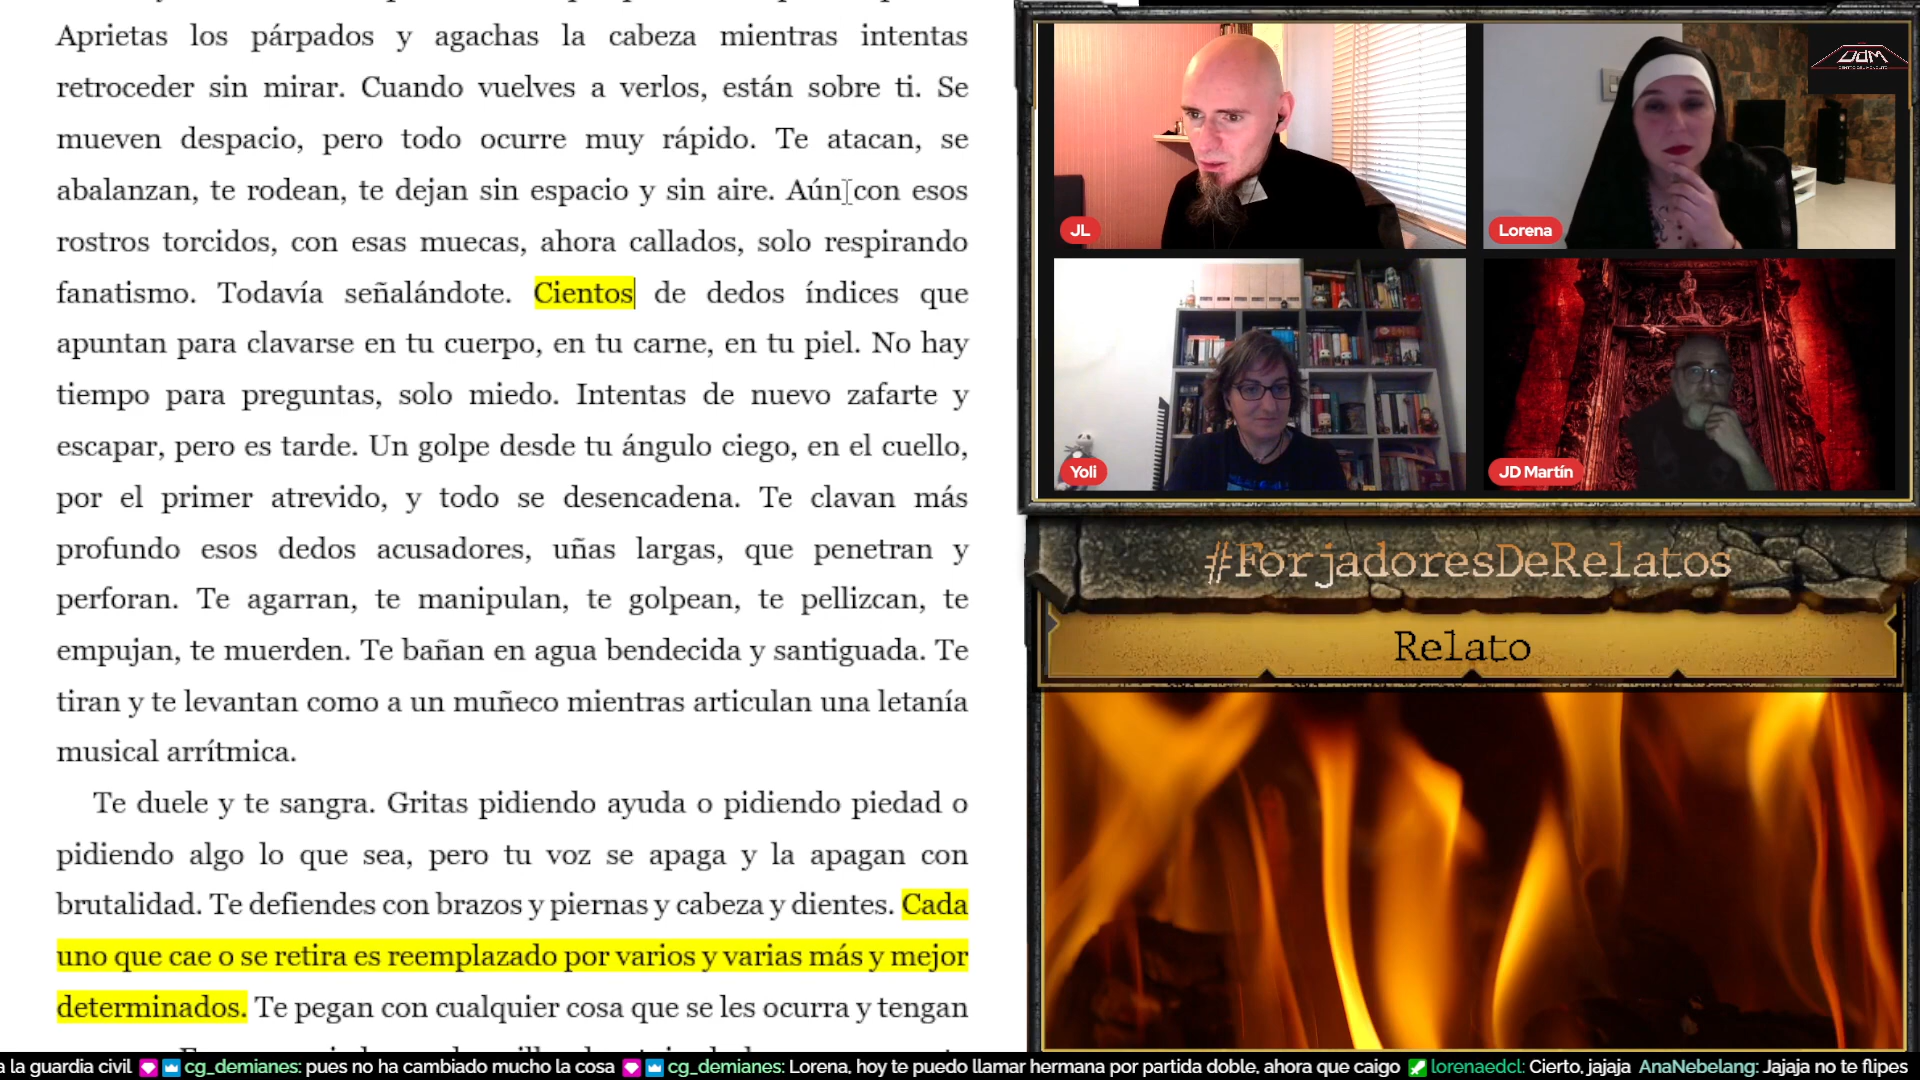 Aprietas los párpados y agachas la cabeza mientras intentas
retroceder sin mirar. Cuando vuelves a verlos, están sobre ti. Se
mueven despacio, pero todo ocurre muy rápido. Te atacan, se
abalanzan, te rodean, te dejan sin espacio y sin aire. Aún con esos
rostros torcidos, con esas muecas, ahora callados, solo respirando
fanatismo. Todavía señalándote. Cientos de dedos índices que
apuntan para clavarse en tu cuerpo, en tu carne, en tu piel. No hay
tiempo para preguntas, solo miedo. Intentas de nuevo zafarte y
escapar, pero es tarde. Un golpe desde tu ángulo ciego, en el cuello,
por el primer atrevido, y todo se desencadena. Te clavan más
profundo esos dedos acusadores, uñas largas, que penetran y
perforan. Te agarran, te manipulan, te golpean, te pellizcan, te
empujan, te muerden. Te bañan en agua bendecida y santiguada. Te
tiran y te levantan como a un muñeco mientras articulan una letanía
musical arrítmica.
Te duele y te sangra. Gritas pidiendo ayuda o pidiendo piedad o
pidiendo algo lo que sea, pero tu voz se apaga y la apagan con
brutalidad. Te defiendes con brazos y piernas y cabeza y dientes. Cada
uno que cae o se retira es reemplazado por varios y varias más y mejor
determinados. Te pegan con cualquier cosa que se les ocurra y tengan
JL
Lorena
DdM
Yoli
JD Martín
#ForjadoresDeRelatos
Relato
a la guardia civil cg_demianes: pues no ha cambiado mucho la cosa cg_demianes: Lorena, hoy te puedo llamar hermana por partida doble, ahora que caigo lorenaedcl: Cierto, jajaja AnaNebelang: Jajaja no te flipes